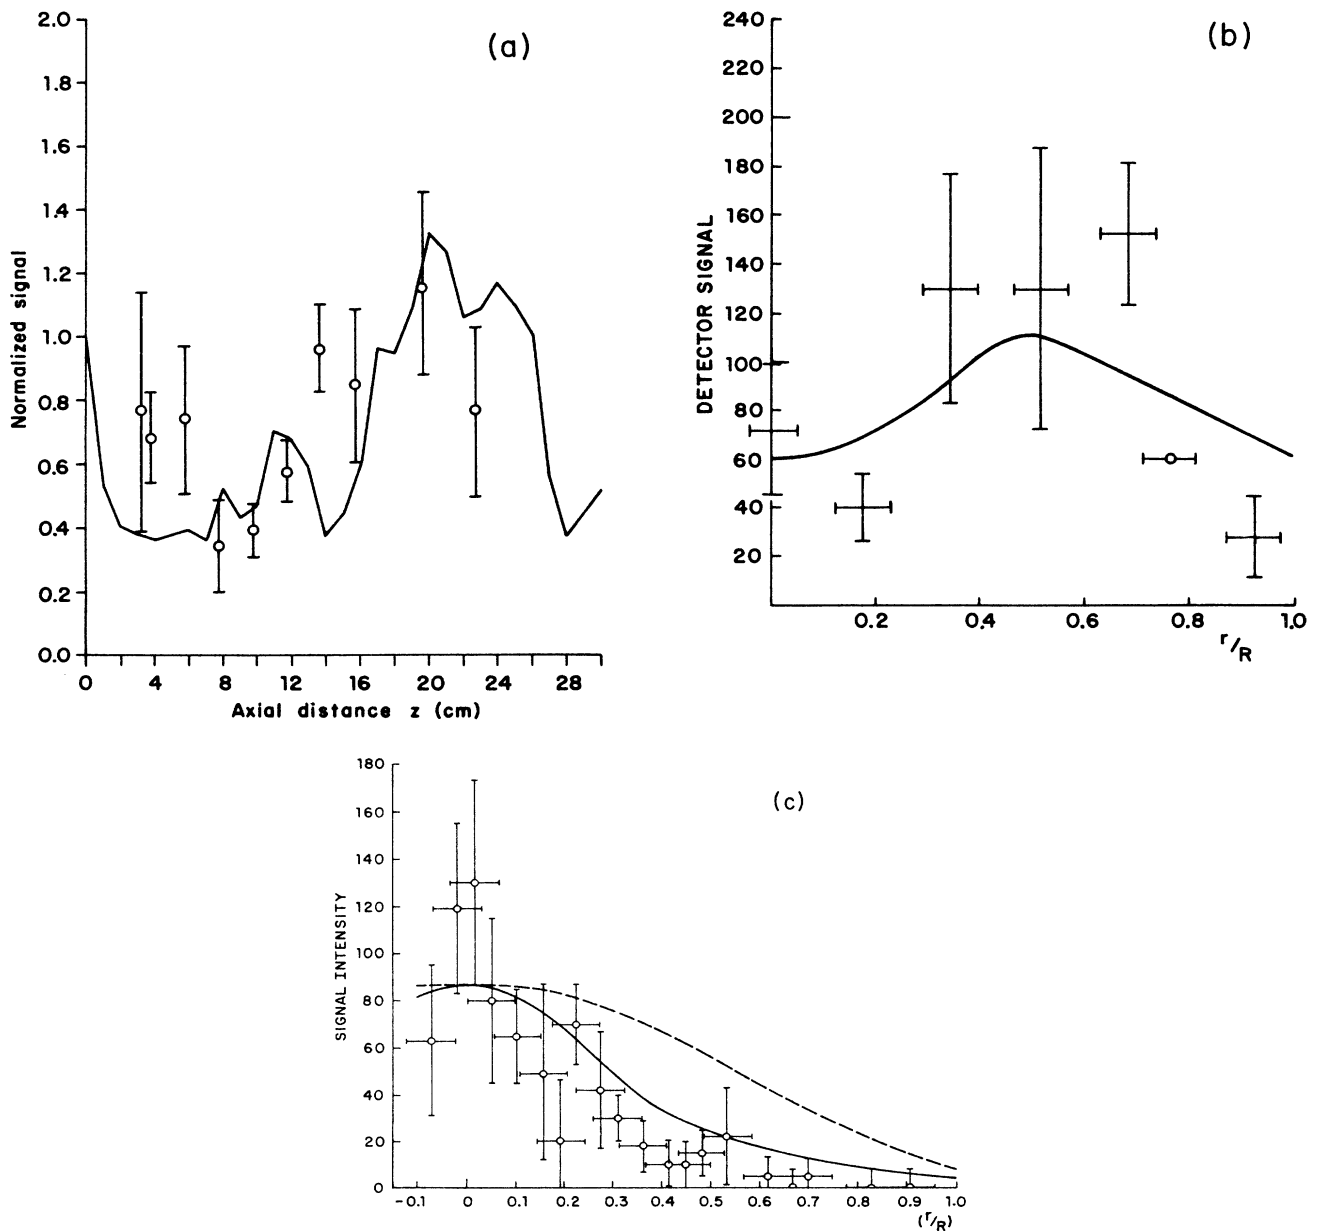 (a)
2.0
1.8
1.6
1.4
1.2
1.0
0.8
0.6
0.4
0.2
0.0
Normalized signal
0 4 8 12 16 20 24 28
Axial distance z (cm)
(b)
240
220
200
180
160
140
120
100
80
60
40
20
DETECTOR SIGNAL
0.2 0.4 0.6 0.8 1.0
r/R
(c)
180
160
140
120
100
80
60
40
20
0
SIGNAL INTENSITY
-0.1 0 0.1 0.2 0.3 0.4 0.5 0.6 0.7 0.8 0.9 1.0
(r/R)